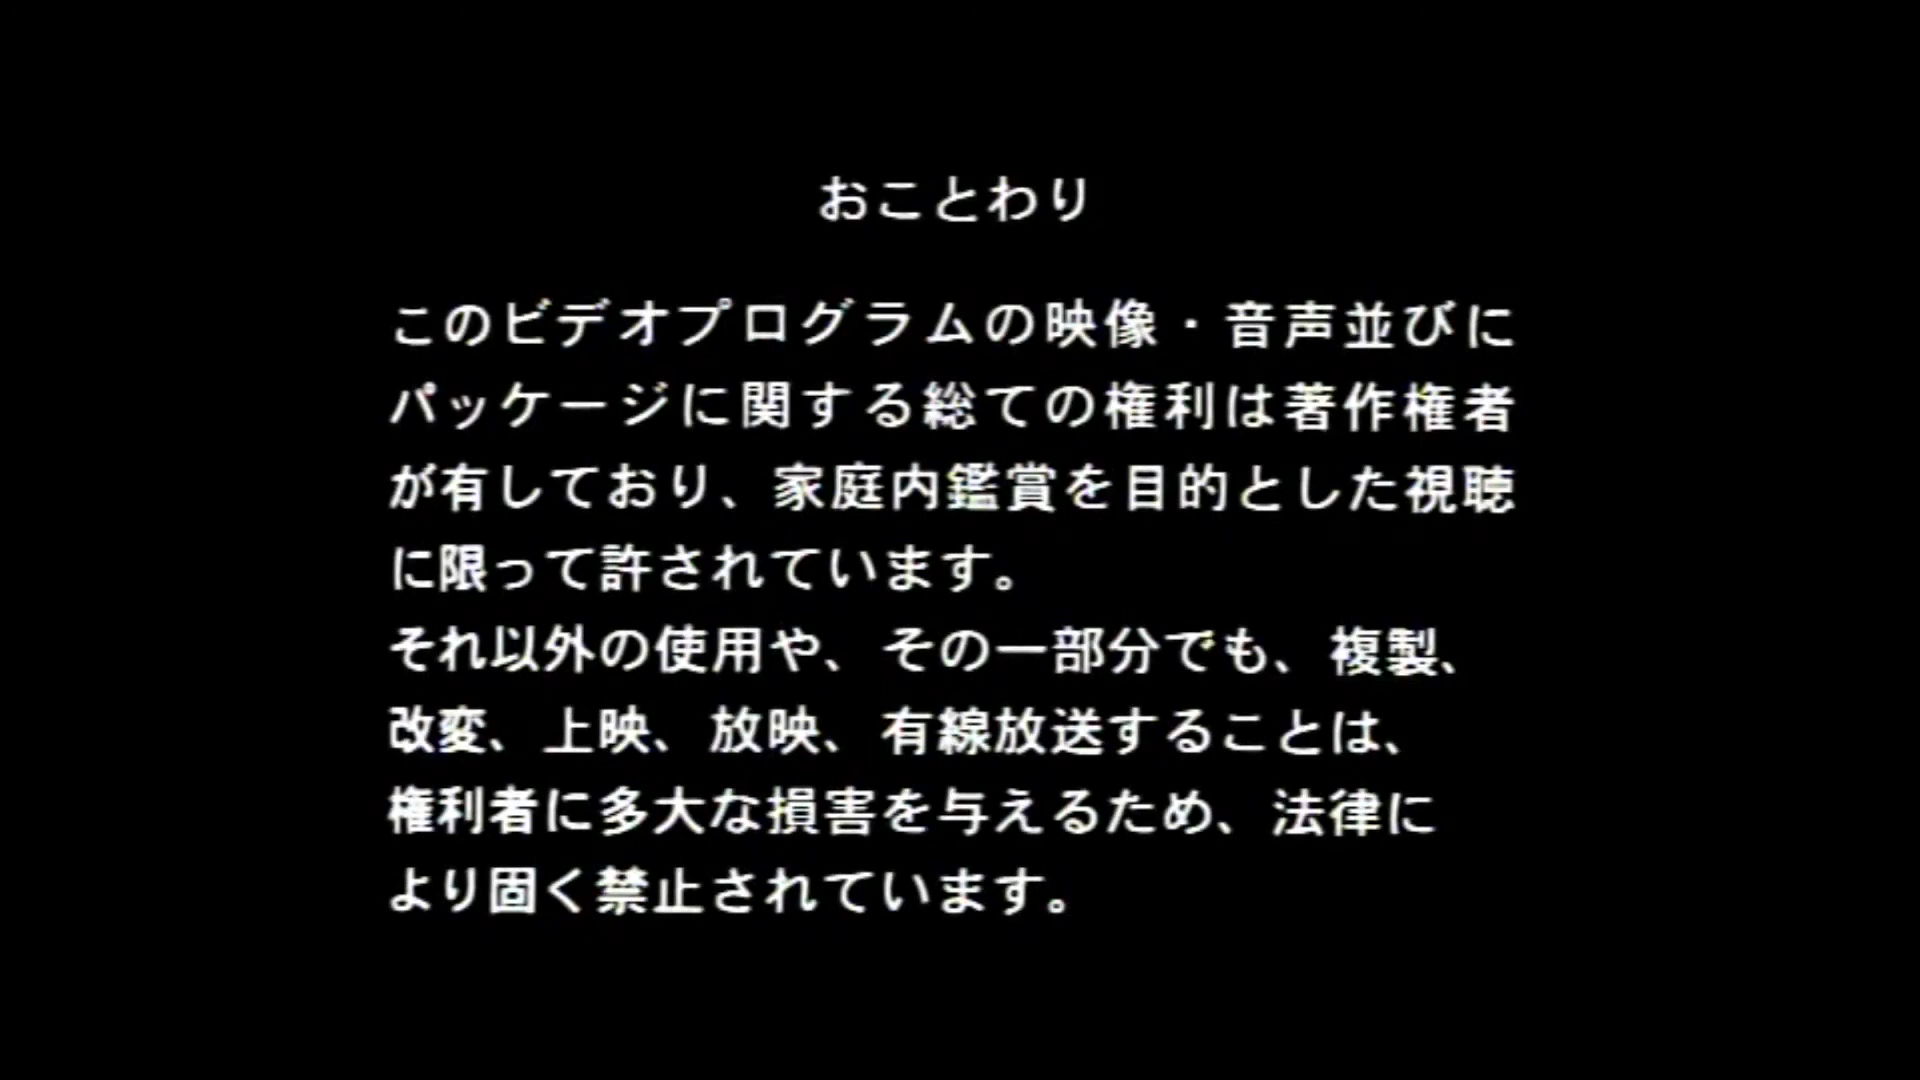 おことわり
このビデオプログラムの映像・音声並びに
パッケージに関する総ての権利は著作権者
が有しており、家庭内鑑賞を目的とした視聴
に限って許されています。
それ以外の使用や、その一部分でも、複製、
改変、上映、放映、有線放送することは、
権利者に多大な損害を与えるため、法律に
より固く禁止されています。